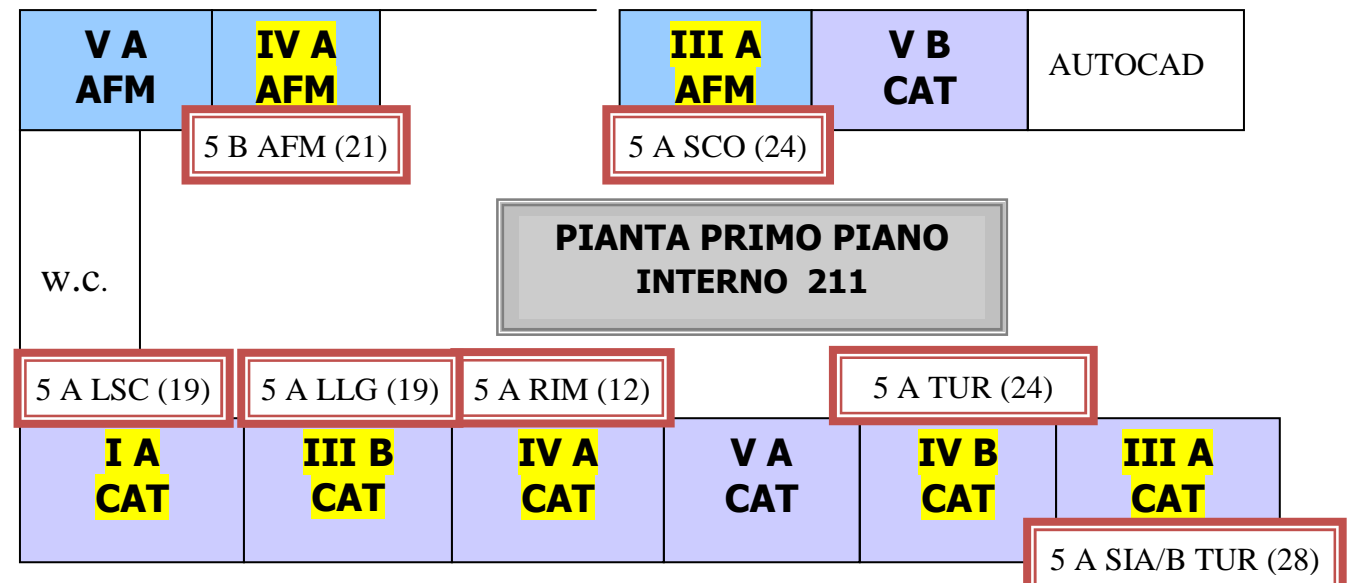 V A
AFM
IV A
AFM
III A
AFM
V B
CAT
AUTOCAD
5 B AFM (21)
5 A SCO (24)
PIANTA PRIMO PIANO
INTERNO 211
w.c.
5 A LSC (19)
5 A LLG (19)
5 A RIM (12)
5 A TUR (24)
I A
CAT
III B
CAT
IV A
CAT
V A
CAT
IV B
CAT
III A
CAT
5 A SIA/B TUR (28)